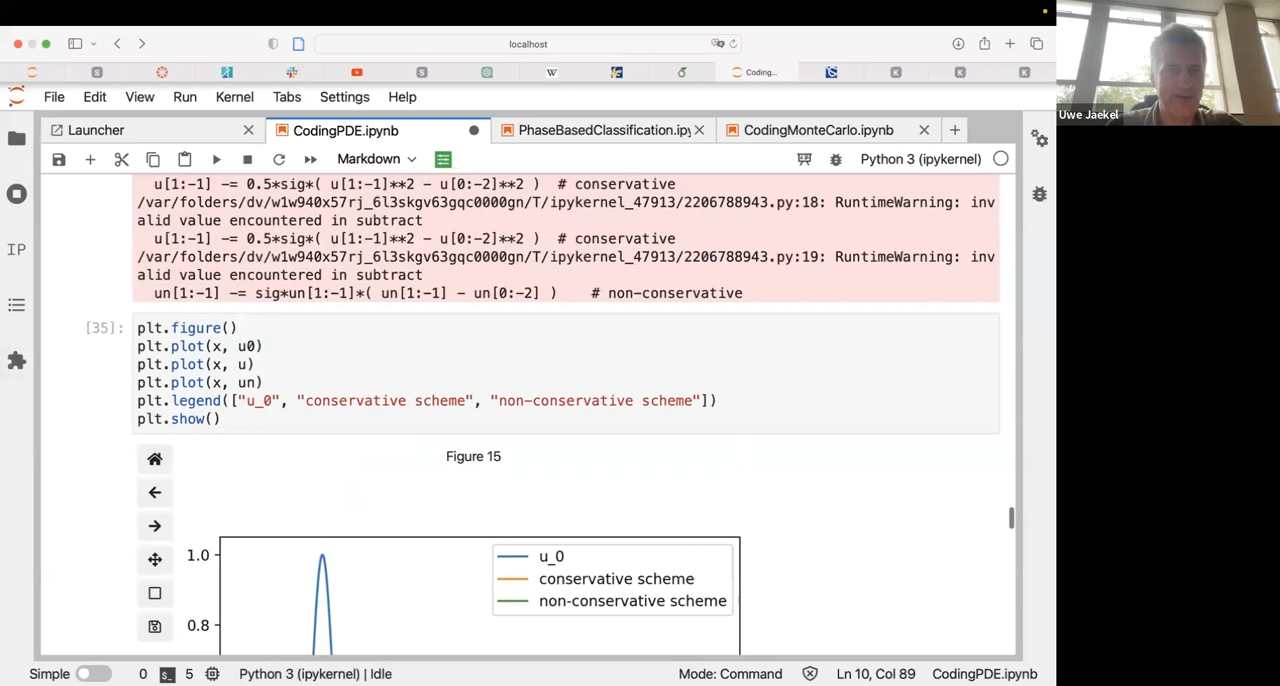 localhost
Coding...
Uwe Jaekel
File Edit View Run Kernel Tabs Settings Help
Launcher
CodingPDE.ipynb
PhaseBasedClassification.ipy
CodingMonteCarlo.ipynb
Markdown
Python 3 (ipykernel)
u[1:-1] -= 0.5*sig*( u[1:-1]**2 - u[0:-2]**2 ) # conservative
/var/folders/dv/w1w940x57rj_6l3skgv63gqc0000gn/T/ipykernel_47913/2206788943.py:18: RuntimeWarning: inv
alid value encountered in subtract
u[1:-1] -= 0.5*sig*( u[1:-1]**2 - u[0:-2]**2 ) # conservative
/var/folders/dv/w1w940x57rj_6l3skgv63gqc0000gn/T/ipykernel_47913/2206788943.py:19: RuntimeWarning: inv
alid value encountered in subtract
un[1:-1] -= sig*un[1:-1]*( un[1:-1] - un[0:-2] ) # non-conservative
[35]:
plt.figure()
plt.plot(x, u0)
plt.plot(x, u)
plt.plot(x, un)
plt.legend(["u_0", "conservative scheme", "non-conservative scheme"])
plt.show()
Figure 15
1.0
u_0
conservative scheme
non-conservative scheme
0.8
IP
Simple 0 5 Python 3 (ipykernel) | Idle Mode: Command Ln 10, Col 89 CodingPDE.ipynb